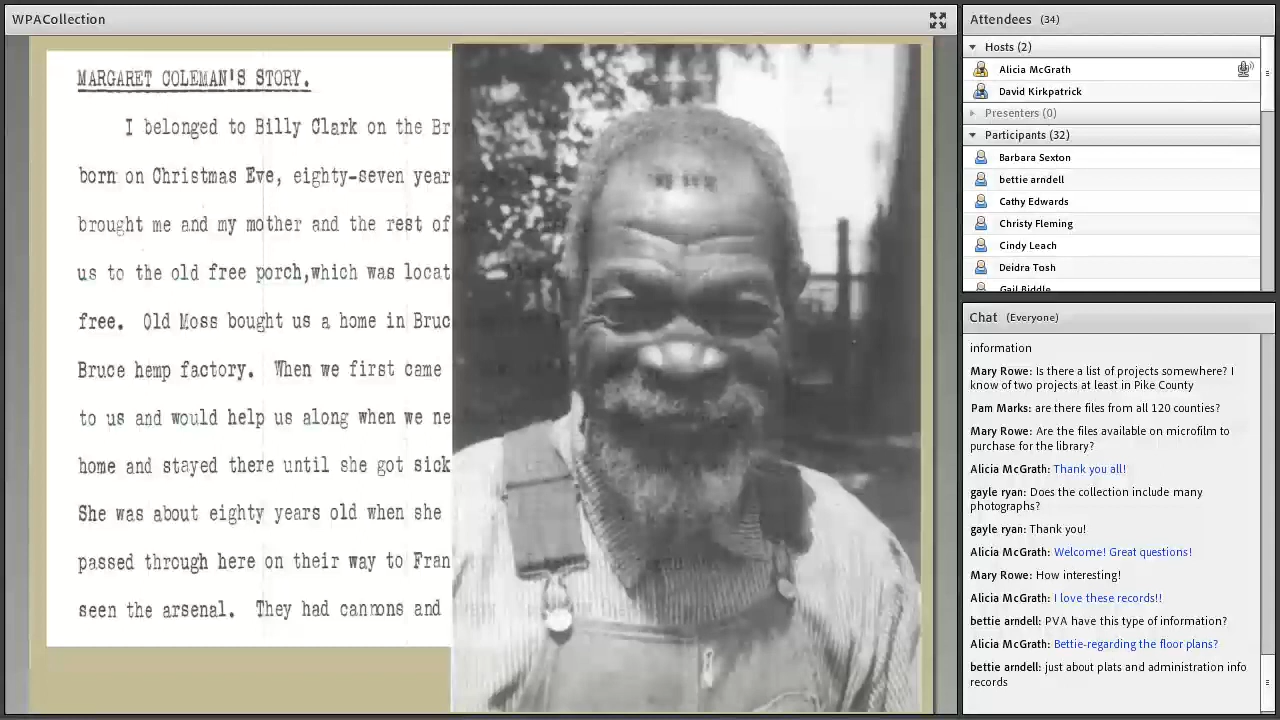 WPACollection
MARGARET COLEMAN'S STORY.
I belonged to Billy Clark on the Br
born on Christmas Eve, eighty-seven year
brought me and my mother and the rest of
us to the old free porch,which was locat
free. Old Moss bought us a home in Bruc
Bruce hemp factory. When we first came
to us and would help us along when we ne
home and stayed there until she got sick
She was about eighty years old when she
passed through here on their way to Fran
seen the arsenal. They had cannons and
Attendees (34)
Hosts (2)
Alicia McGrath
David Kirkpatrick
Presenters (0)
Participants (32)
Barbara Sexton
bettie arndell
Cathy Edwards
Christy Fleming
Cindy Leach
Deidra Tosh
Gail Biddle
Chat (Everyone)
information
Mary Rowe: Is there a list of projects somewhere? I
know of two projects at least in Pike County
Pam Marks: are there files from all 120 counties?
Mary Rowe: Are the files available on microfilm to
purchase for the library?
Alicia McGrath: Thank you all!
gayle ryan: Does the collection include many
photographs?
gayle ryan: Thank you!
Alicia McGrath: Welcome! Great questions!
Mary Rowe: How interesting!
Alicia McGrath: I love these records!!
bettie arndell: PVA have this type of information?
Alicia McGrath: Bettie-regarding the floor plans?
bettie arndell: just about plats and administration info
records